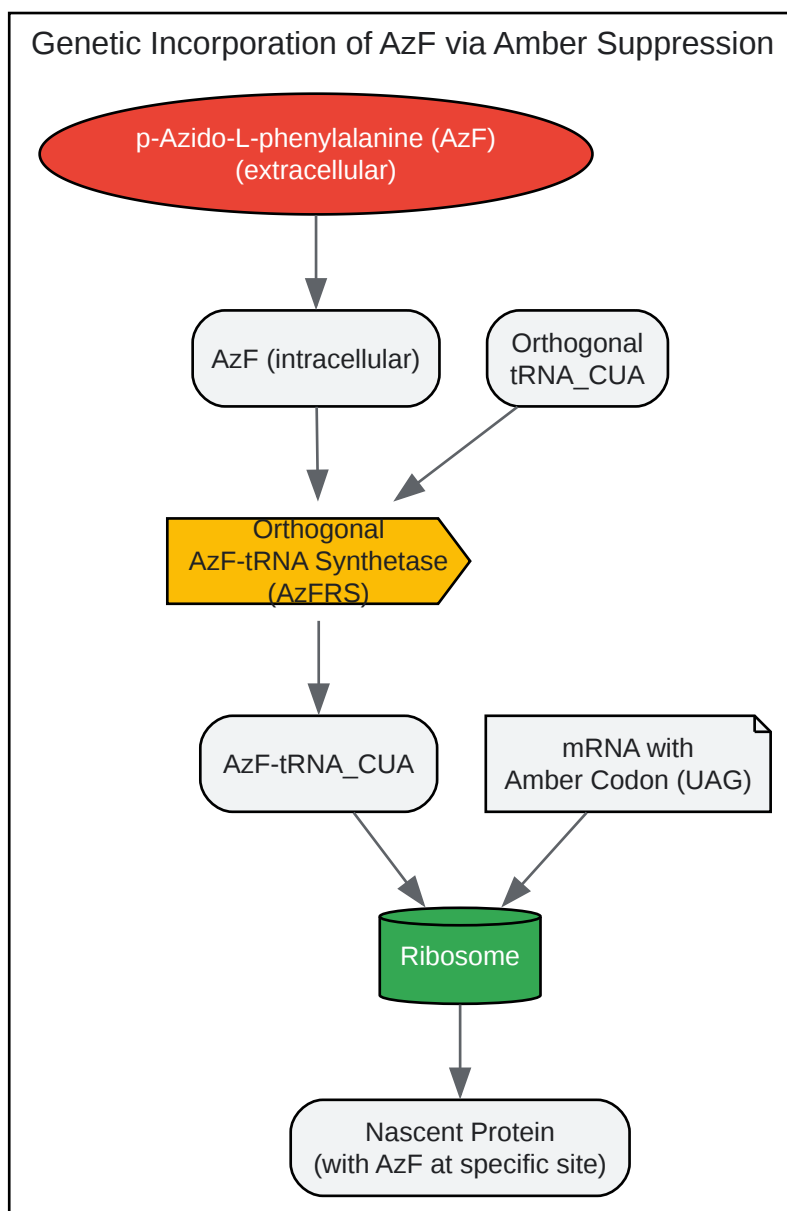 Genetic Incorporation of AzF via Amber Suppression
p-Azido-L-phenylalanine (AzF)
(extracellular)
AzF (intracellular)
Orthogonal
tRNA_CUA
Orthogonal
AzF-tRNA Synthetase
(AzFRS)
AzF-tRNA_CUA
mRNA with
Amber Codon (UAG)
Ribosome
Nascent Protein
(with AzF at specific site)